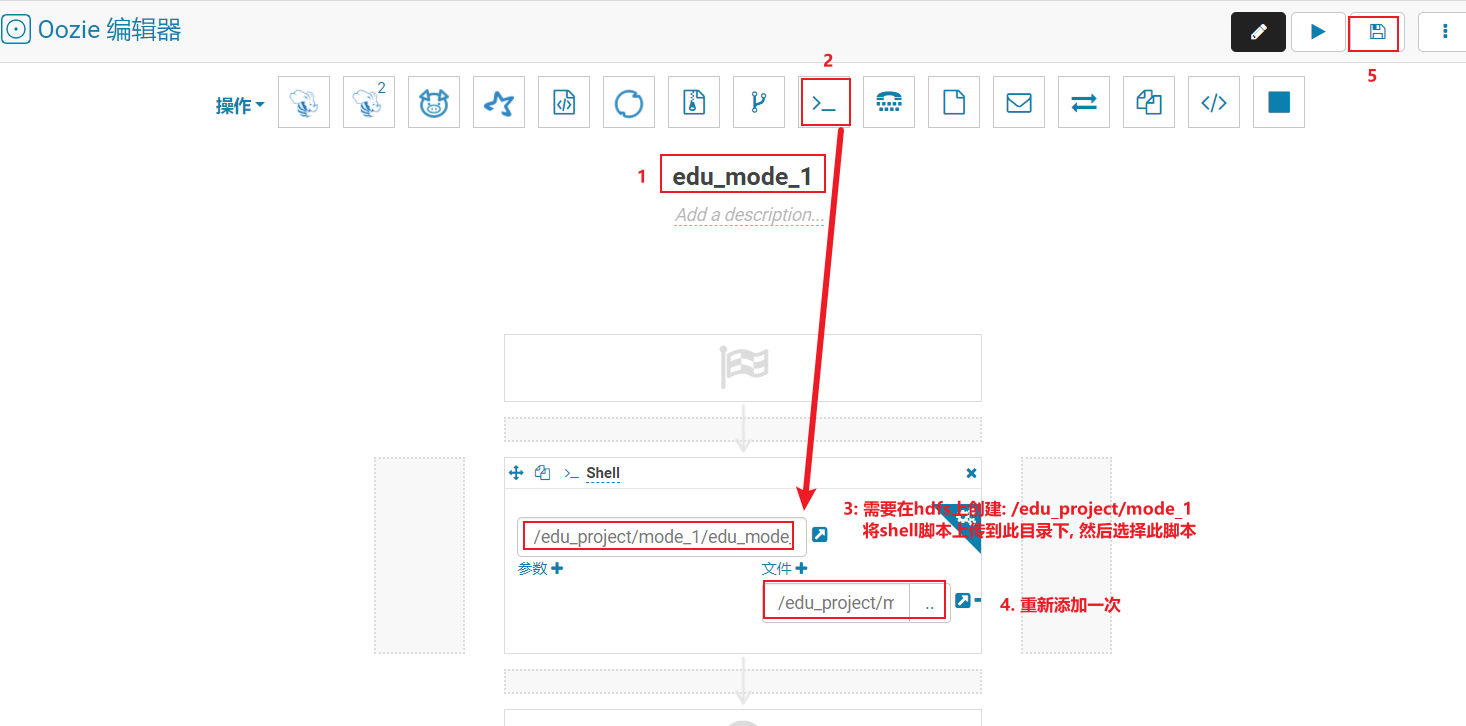 Oozie 编辑器
5
2
操作
2
1
edu_mode_1
Add a description...
>_ Shell
3: 需要在hdfs上创建: /edu_project/mode_1
将shell脚本上传到此目录下, 然后选择此脚本
/edu_project/mode_1/edu_mode_
参数
文件
/edu_project/m
..
4. 重新添加一次